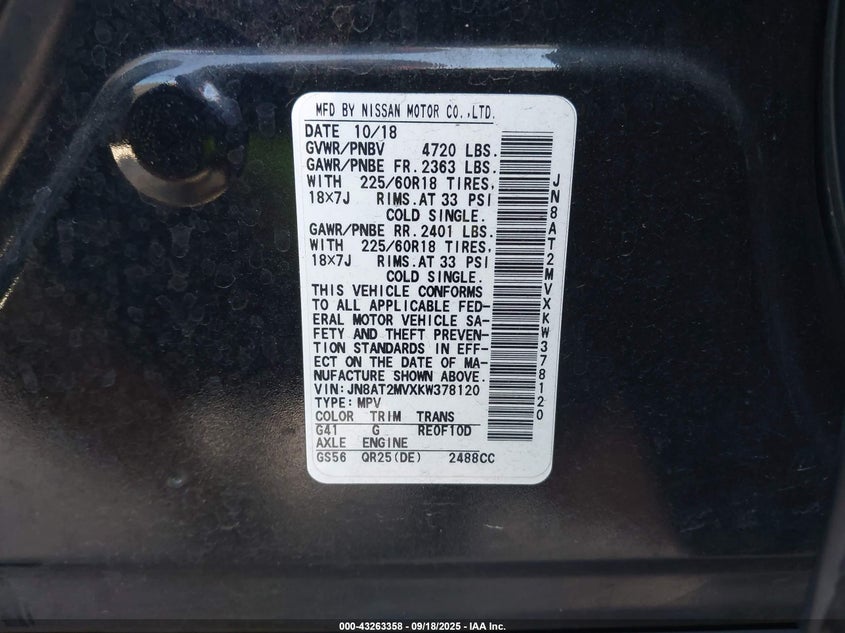 MFD BY NISSAN MOTOR CO.,LTD.
DATE 10/18
GVWR/PNBV 4720 LBS.
GAWR/PNBE FR. 2363 LBS.
WITH 225/60R18 TIRES,
18×7J RIMS. AT 33 PSI
COLD SINGLE.
GAWR/PNBE RR. 2401 LBS.
WITH 225/60R18 TIRES,
18×7J RIMS. AT 33 PSI
COLD SINGLE.
THIS VEHICLE CONFORMS
TO ALL APPLICABLE FED-
ERAL MOTOR VEHICLE SA-
FETY AND THEFT PREVEN-
TION STANDARDS IN EFF-
ECT ON THE DATE OF MA-
NUFACTURE SHOWN ABOVE.
VIN: JN8AT2MVXKW378120
TYPE: MPV
COLOR TRIM TRANS
G41 G RE0F10D
AXLE ENGINE
GS56 QR25(DE) 2488CC
JN8AT2MVXKW378120
000-43263358 - 09/18/2025 - IAA Inc.